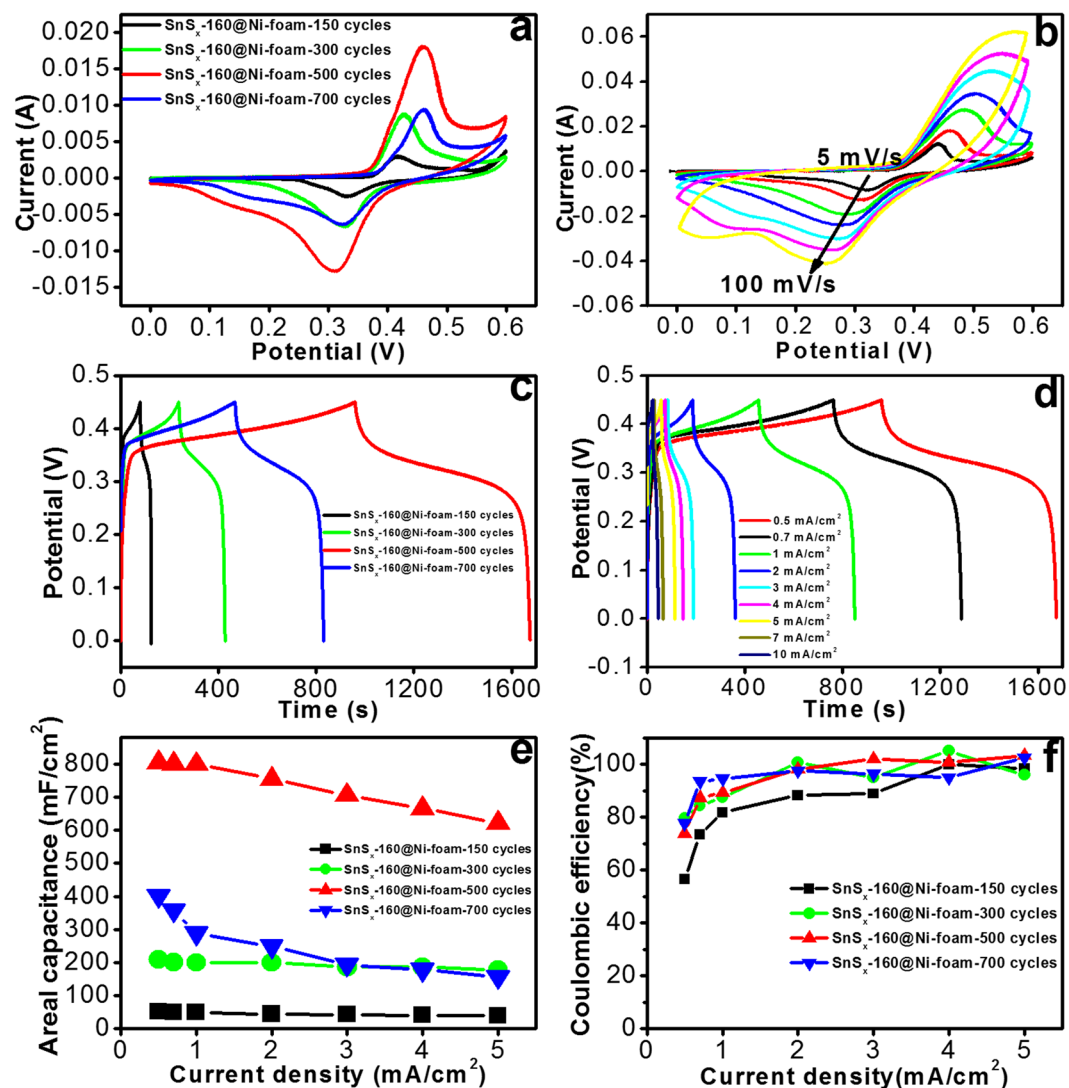 a
SnSₓ-160@Ni-foam-150 cycles
SnSₓ-160@Ni-foam-300 cycles
SnSₓ-160@Ni-foam-500 cycles
SnSₓ-160@Ni-foam-700 cycles
0.020
0.015
0.010
0.005
0.000
-0.005
-0.010
-0.015
Current (A)
0.0 0.1 0.2 0.3 0.4 0.5 0.6
Potential (V)
b
0.06
0.04
0.02
0.00
-0.02
-0.04
-0.06
Current (A)
5 mV/s
100 mV/s
0.0 0.1 0.2 0.3 0.4 0.5 0.6
Potential (V)
c
0.5
0.4
0.3
0.2
0.1
0.0
Potential (V)
SnSₓ-160@Ni-foam-150 cycles
SnSₓ-160@Ni-foam-300 cycles
SnSₓ-160@Ni-foam-500 cycles
SnSₓ-160@Ni-foam-700 cycles
0 400 800 1200 1600
Time (s)
d
0.5
0.4
0.3
0.2
0.1
0.0
-0.1
Potential (V)
0.5 mA/cm²
0.7 mA/cm²
1 mA/cm²
2 mA/cm²
3 mA/cm²
4 mA/cm²
5 mA/cm²
7 mA/cm²
10 mA/cm²
0 400 800 1200 1600
Time (s)
e
800
700
600
500
400
300
200
100
0
Areal capacitance (mF/cm²)
SnSₓ-160@Ni-foam-150 cycles
SnSₓ-160@Ni-foam-300 cycles
SnSₓ-160@Ni-foam-500 cycles
SnSₓ-160@Ni-foam-700 cycles
0 1 2 3 4 5
Current density (mA/cm²)
f
100
80
60
40
20
0
Coulombic efficiency(%)
SnSₓ-160@Ni-foam-150 cycles
SnSₓ-160@Ni-foam-300 cycles
SnSₓ-160@Ni-foam-500 cycles
SnSₓ-160@Ni-foam-700 cycles
0 1 2 3 4 5
Current density(mA/cm²)